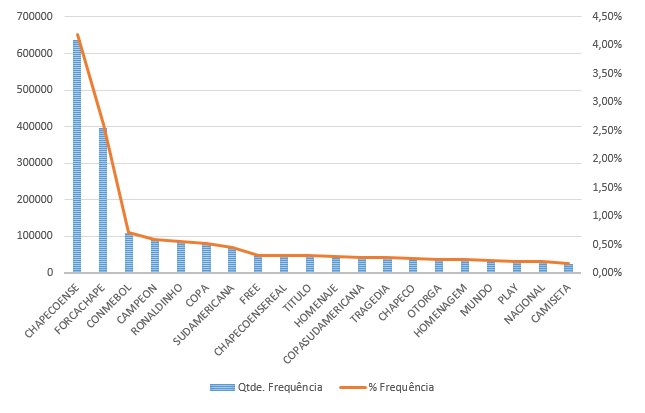 700000
600000
500000
400000
300000
200000
100000
0
4,50%
4,00%
3,50%
3,00%
2,50%
2,00%
1,50%
1,00%
0,50%
0,00%
CHAPECOENSE
FORCACHAPE
CONMEBOL
CAMPEON
RONALDINHO
COPA
SUDAMERICANA
FREE
CHAPECOENSEREAL
TITULO
HOMENAJE
COPASUDAMERICANA
TRAGEDIA
CHAPECO
OTORGA
HOMENAGEM
MUNDO
PLAY
NACIONAL
CAMISETA
Qtde. Frequência
% Frequência